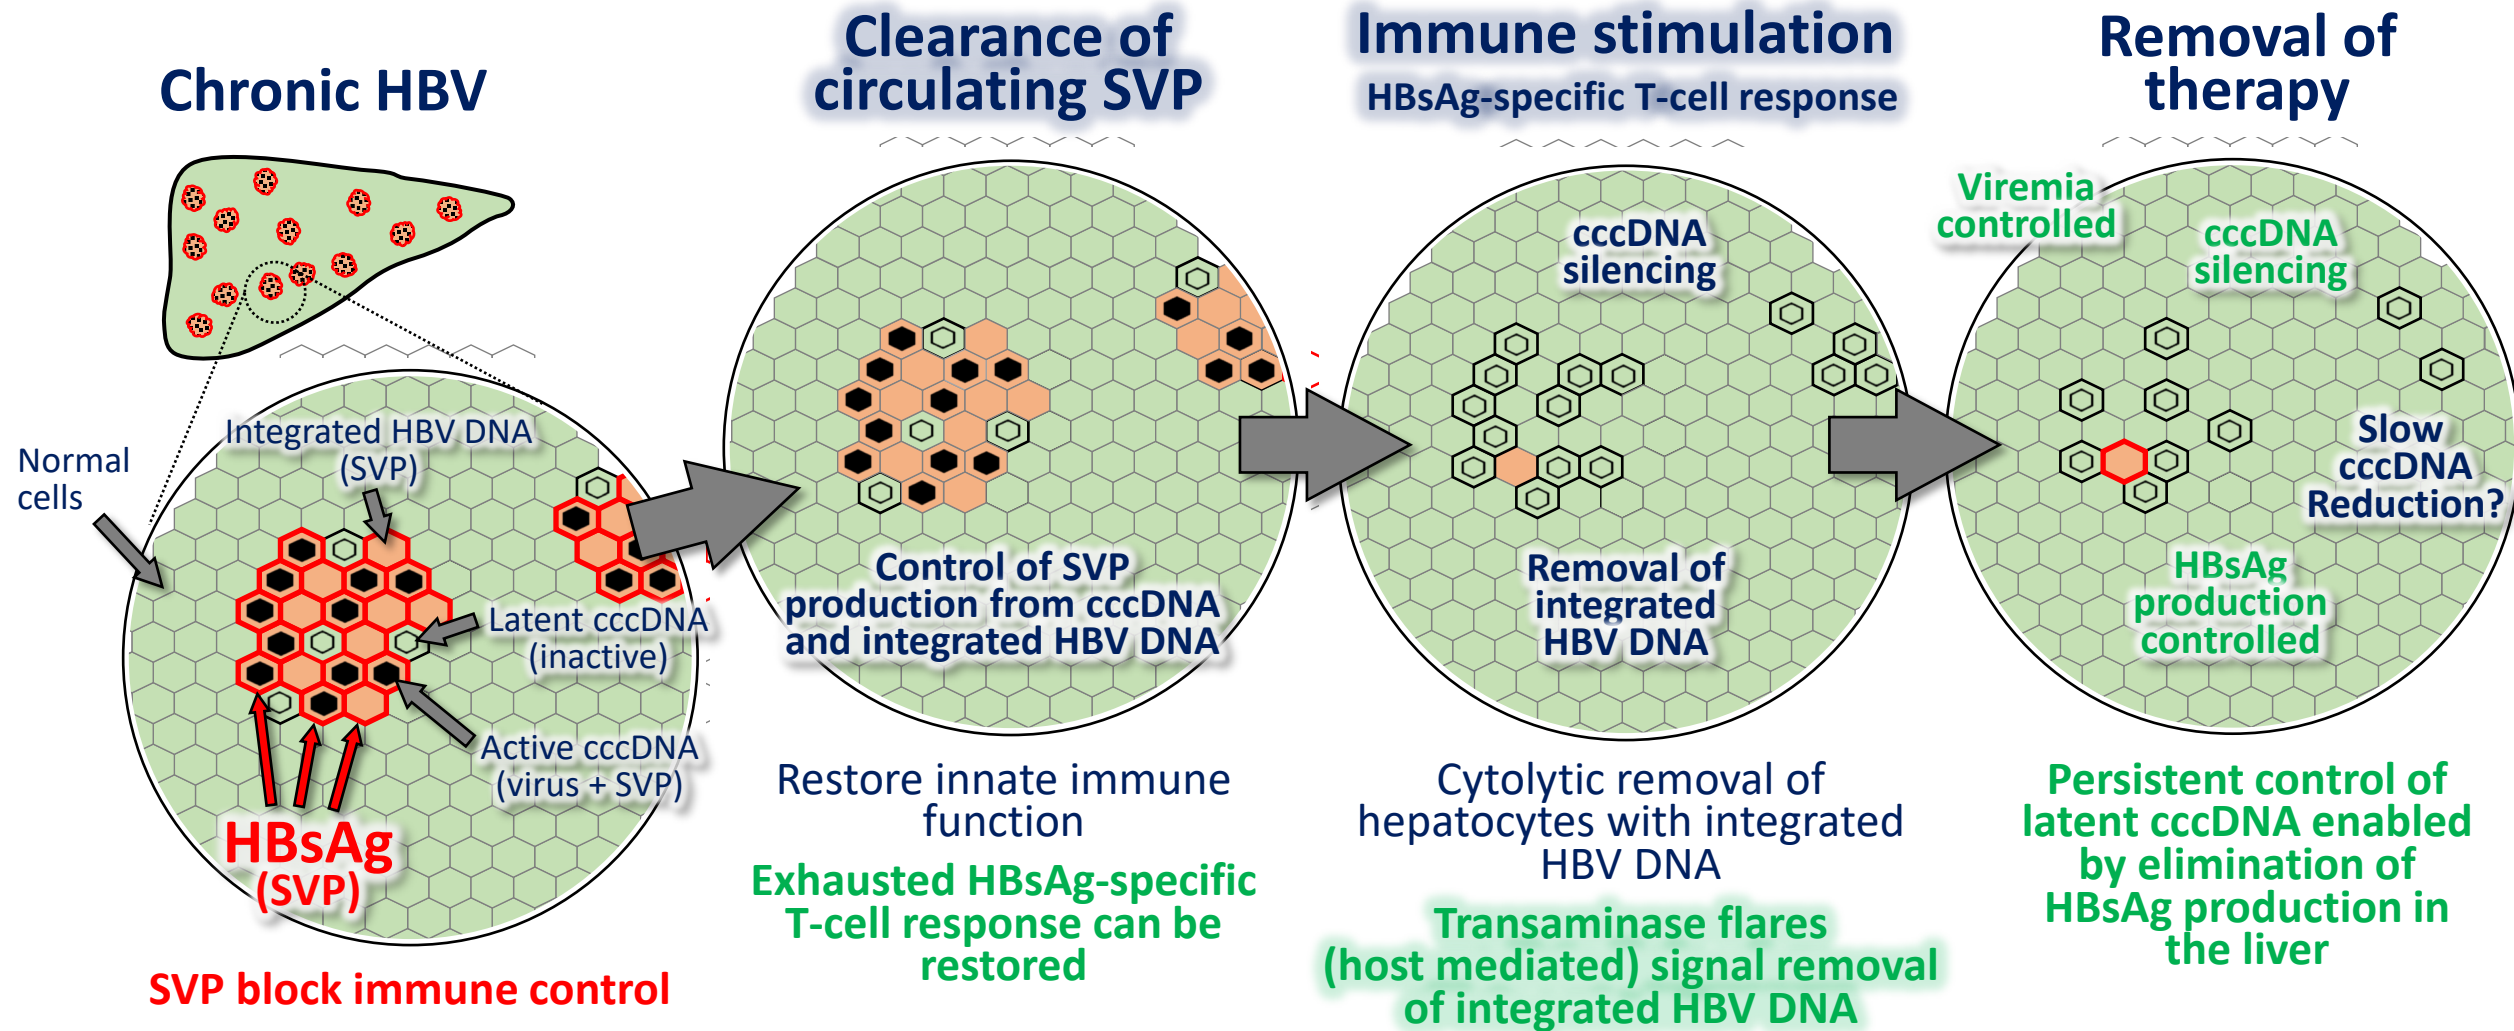 Chronic HBV
Normal
cells
Integrated HBV DNA
(SVP)
Latent cccDNA
(inactive)
Active cccDNA
(virus + SVP)
HBsAg
(SVP)
SVP block immune control
Clearance of
circulating SVP
Control of SVP
production from cccDNA
and integrated HBV DNA
Restore innate immune
function
Exhausted HBsAg-specific
T-cell response can be
restored
Immune stimulation
HBsAg-specific T-cell response
cccDNA
silencing
Removal of
integrated
HBV DNA
Cytolytic removal of
hepatocytes with integrated
HBV DNA
Transaminase flares
(host mediated) signal removal
of integrated HBV DNA
Removal of
therapy
Viremia
controlled
cccDNA
silencing
Slow
cccDNA
Reduction?
HBsAg
production
controlled
Persistent control of
latent cccDNA enabled
by elimination of
HBsAg production in
the liver